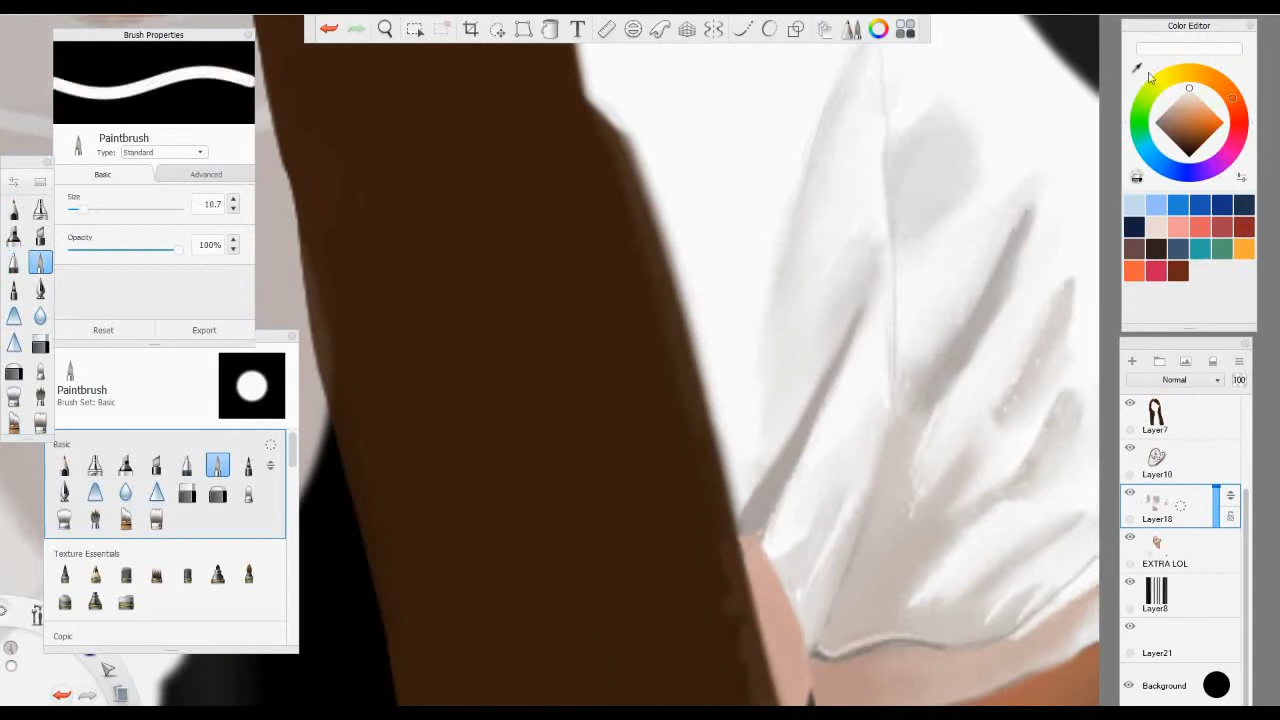 Brush Properties
Paintbrush
Type: Standard
Basic
Advanced
Size
10.7
Opacity
100%
Reset
Export
Paintbrush
Brush Set: Basic
Basic
Texture Essentials
Copic
T
Color Editor
Normal
100
Layer7
Layer10
Layer18
EXTRA LOL
Layer8
Layer21
Background